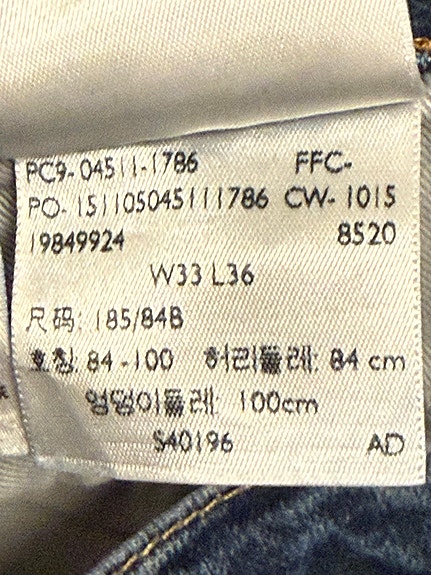 PC9-04511-1786 FFC-
PO-151105045111786 CW-1015
19849924 8520
W33 L36
尺码: 185/84B
호칭: 84-100 허리둘레: 84 cm
엉덩이둘레: 100cm
S40196 AD